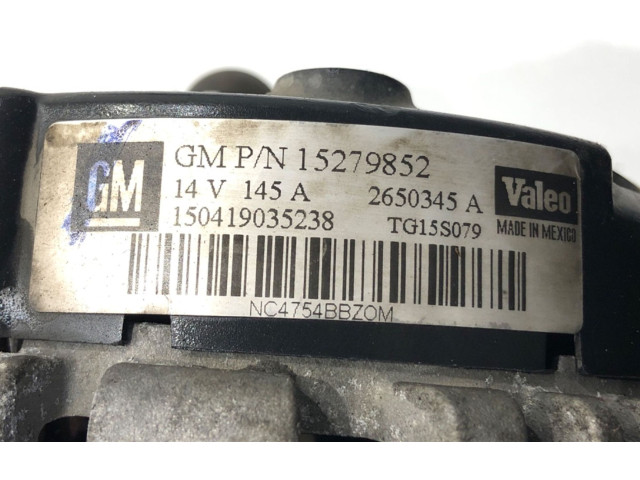 GM
GM P/N 15279852
14 V 145 A 2650345 A
Valeo
150419035238 TG15S079 MADE IN MEXICO
NC4754BBZOM